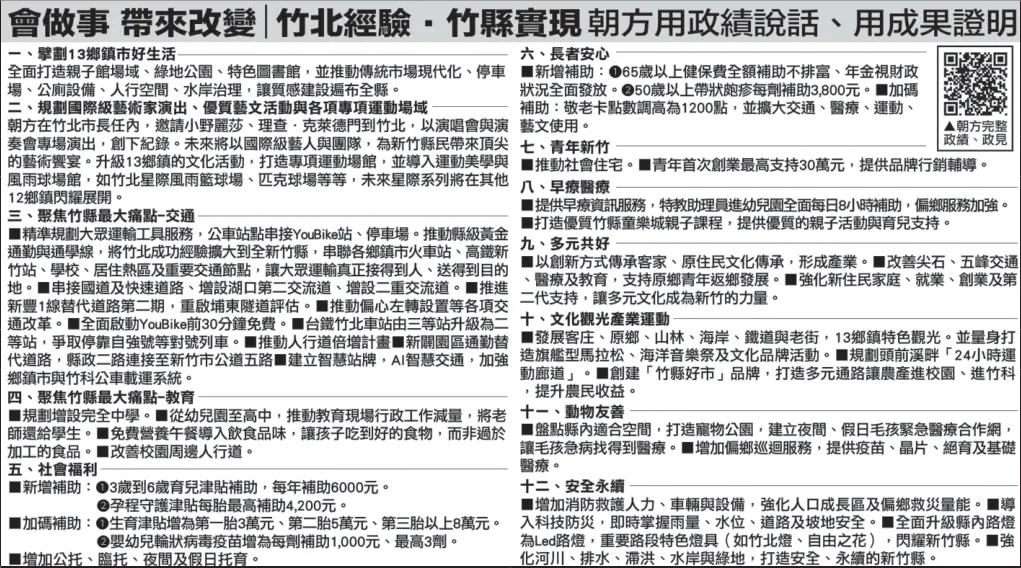 會做事 帶來改變│竹北經驗・竹縣實現 朝方用政績說話、用成果證明
一、擘劃13鄉鎮市好生活
全面打造親子館場域、綠地公園、特色圖書館，並推動傳統市場現代化、停車
場、公廁設備、人行空間、水岸治理，讓質感建設遍布全縣。
二、規劃國際級藝術家演出、優質藝文活動與各項專項運動場域
朝方在竹北市長任內，邀請小野麗莎、理查・克萊德門到竹北，以演唱會與演
奏會專場演出，創下紀錄。未來將以國際級藝人與團隊，為新竹縣民帶來頂尖
的藝術饗宴。升級13鄉鎮的文化活動，打造專項運動場館，並導入運動美學與
風雨球場館，如竹北星際風雨籃球場、匹克球場等等，未來星際系列將在其他
12鄉鎮閃耀展開。
三、聚焦竹縣最大痛點-交通
■精準規劃大眾運輸工具服務，公車站點串接YouBike站、停車場。推動縣級黃金
通勤與通學線，將竹北成功經驗擴大到全新竹縣，串聯各鄉鎮市火車站、高鐵新
竹站、學校、居住熱區及重要交通節點，讓大眾運輸真正接得到人、送得到目的
地。■串接國道及快速道路、增設湖口第二交流道、增設二重交流道。■推進
新豐1線替代道路第二期，重啟埔東隧道評估。■推動偏心左轉設置等各項交
通改革。■全面啟動YouBike前30分鐘免費。■台鐵竹北車站由三等站升級為二
等站，爭取停靠自強號等對號列車。■推動人行道倍增計畫■新闢園區通勤替
代道路，縣政二路連接至新竹市公道五路■建立智慧站牌，AI智慧交通，加強
鄉鎮市與竹科公車載運系統。
四、聚焦竹縣最大痛點-教育
■規劃增設完全中學。■從幼兒園至高中，推動教育現場行政工作減量，將老
師還給學生。■免費營養午餐導入飲食品味，讓孩子吃到好的食物，而非過於
加工的食品。■改善校園周邊人行道。
五、社會福利
■新增補助：❶3歲到6歲育兒津貼補助，每年補助6000元。
❷孕程守護津貼每胎最高補助4,200元。
■加碼補助：❶生育津貼增為第一胎3萬元、第二胎5萬元、第三胎以上8萬元。
❷嬰幼兒輪狀病毒疫苗增為每劑補助1,000元、最高3劑。
■增加公托、臨托、夜間及假日托育。
六、長者安心
■新增補助：❶65歲以上健保費全額補助不排富、年金視財政
狀況全面發放。❷50歲以上帶狀皰疹每劑補助3,800元。■加碼
補助：敬老卡點數調高為1200點，並擴大交通、醫療、運動、
藝文使用。
▲朝方完整
政績、政見
七、青年新竹
■推動社會住宅。■青年首次創業最高支持30萬元，提供品牌行銷輔導。
八、早療醫療
■提供早療資訊服務，特教助理員進幼兒園全面每日8小時補助，偏鄉服務加強。
■打造優質竹縣童樂城親子課程，提供優質的親子活動與育兒支持。
九、多元共好
■以創新方式傳承客家、原住民文化傳承，形成產業。■改善尖石、五峰交通
、醫療及教育，支持原鄉青年返鄉發展。■強化新住民家庭、就業、創業及第
二代支持，讓多元文化成為新竹的力量。
十、文化觀光產業運動
■發展客庄、原鄉、山林、海岸、鐵道與老街，13鄉鎮特色觀光。並量身打
造旗艦型馬拉松、海洋音樂祭及文化品牌活動。■規劃頭前溪畔「24小時運
動廊道」。■創建「竹縣好市」品牌，打造多元通路讓農產進校園、進竹科
，提升農民收益。
十一、動物友善
■盤點縣內適合空間，打造寵物公園，建立夜間、假日毛孩緊急醫療合作網，
讓毛孩急病找得到醫療。■增加偏鄉巡迴服務，提供疫苗、晶片、絕育及基礎
醫療。
十二、安全永續
■增加消防救護人力、車輛與設備，強化人口成長區及偏鄉救災量能。■導
入科技防災，即時掌握雨量、水位、道路及坡地安全。■全面升級縣內路燈
為Led路燈，重要路段特色燈具（如竹北燈、自由之花），閃耀新竹縣。■強
化河川、排水、滯洪、水岸與綠地，打造安全、永續的新竹縣。